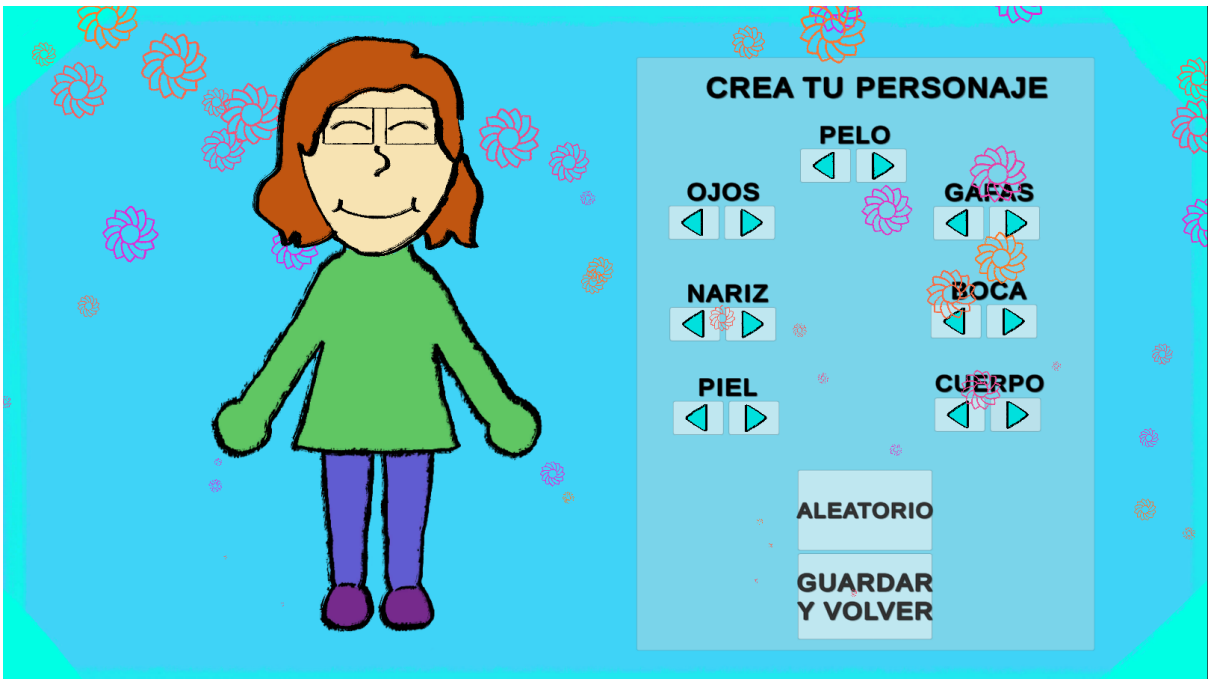 CREA TU PERSONAJE
PELO
OJOS
GAFAS
NARIZ
BOCA
PIEL
CUERPO
ALEATORIO
GUARDAR
Y VOLVER